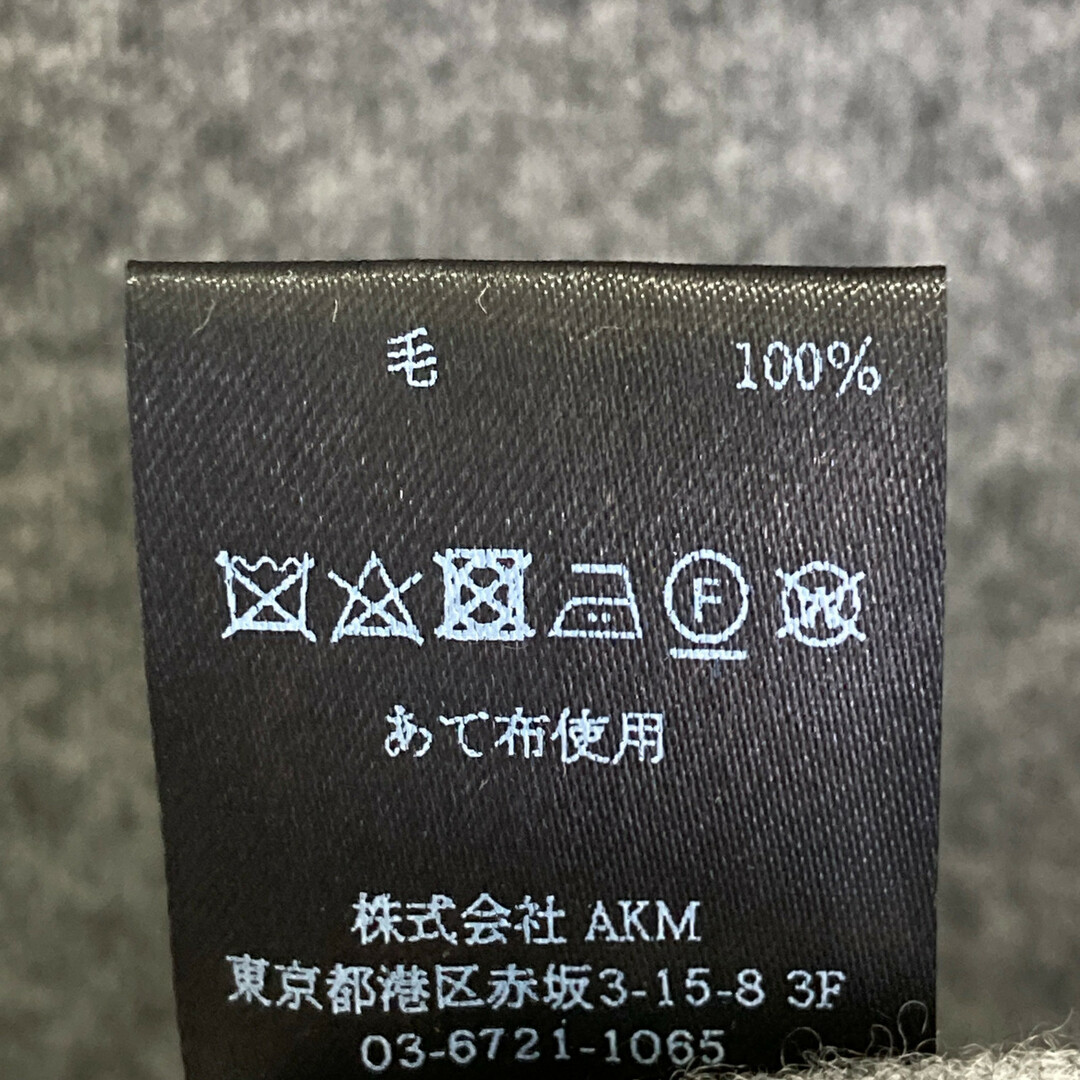 毛 100%
F W
あて布使用
株式会社 AKM
東京都港区赤坂3-15-8 3F
03-6721-1065